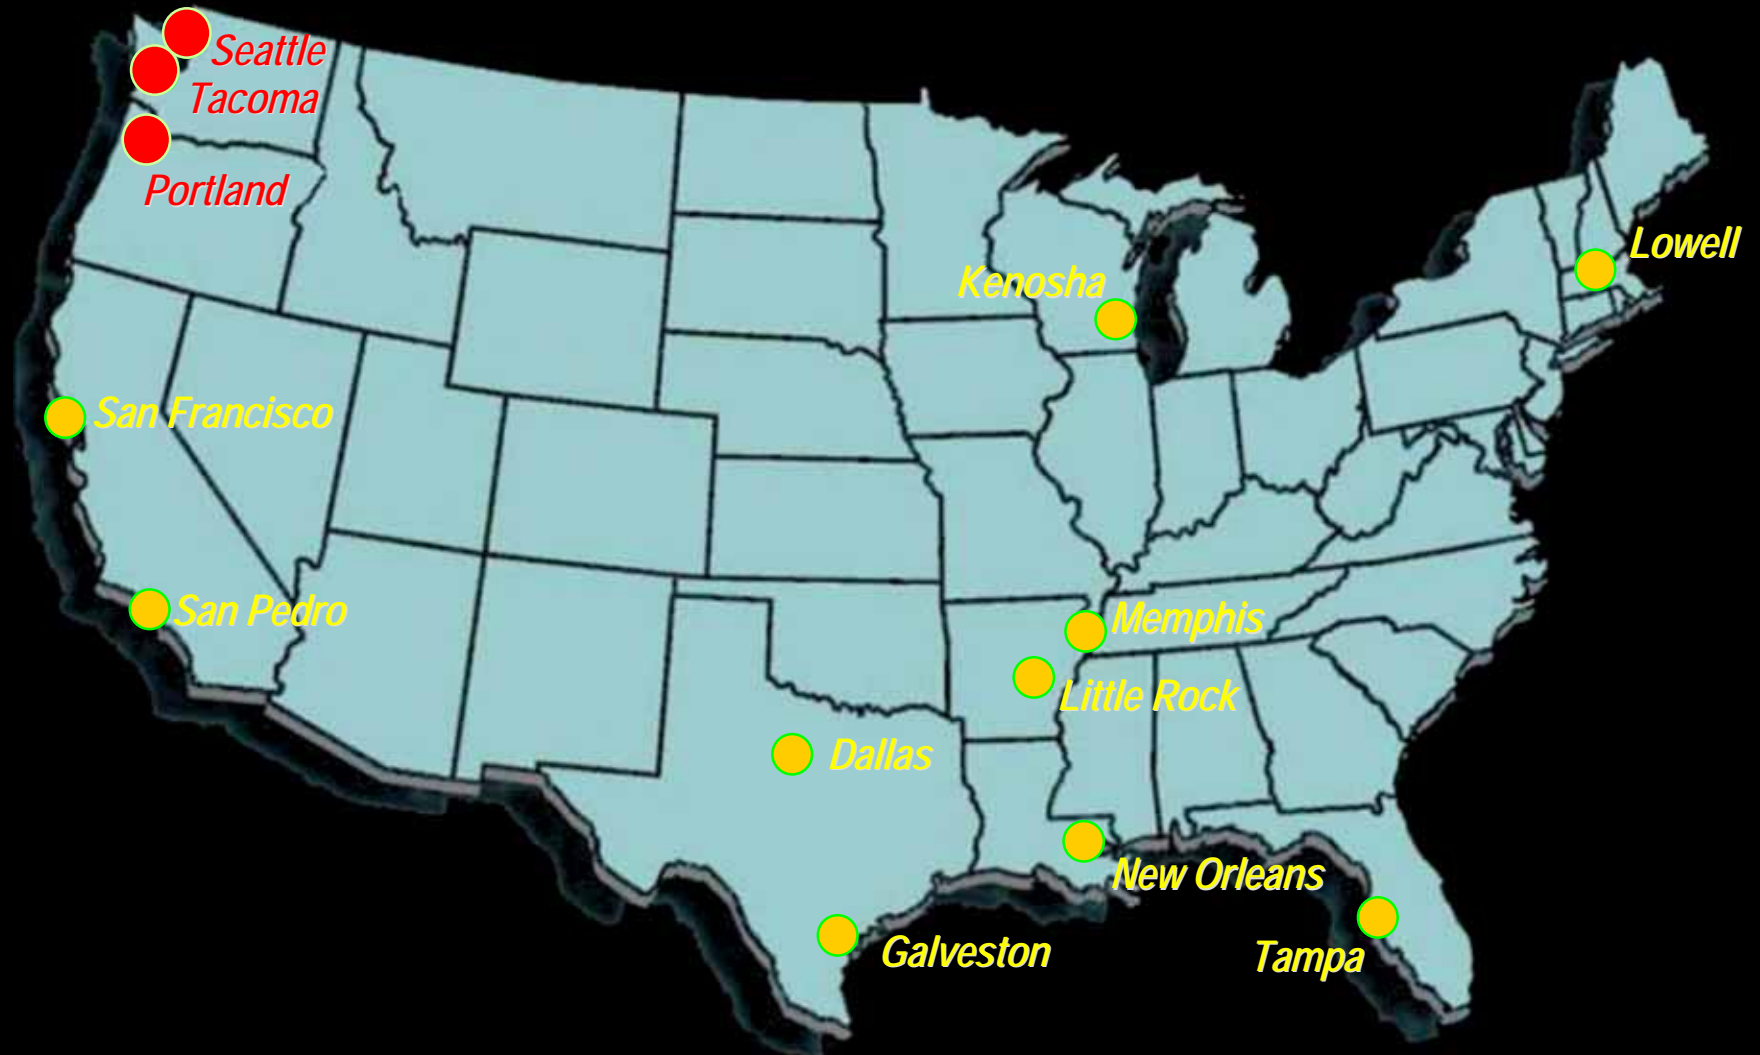 Seattle
Tacoma
Portland
Lowell
Kenosha
San Francisco
San Pedro
Memphis
Little Rock
Dallas
New Orleans
Galveston
Tampa